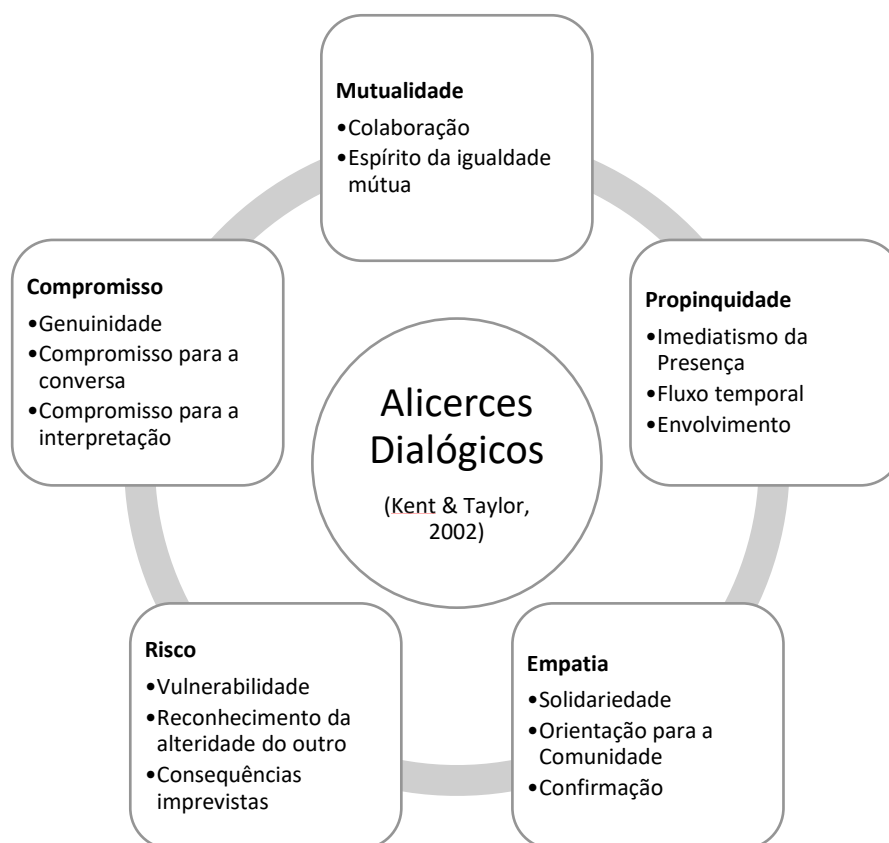 Mutualidade
•Colaboração
•Espírito da igualdade
mútua
Compromisso
•Genuinidade
•Compromisso para a
conversa
•Compromisso para a
interpretação
Propinquidade
•Imediatismo da
Presença
•Fluxo temporal
•Envolvimento
Alicerces
Dialógicos
(Kent & Taylor,
2002)
Risco
•Vulnerabilidade
•Reconhecimento da
alteridade do outro
•Consequências
imprevistas
Empatia
•Solidariedade
•Orientação para a
Comunidade
•Confirmação